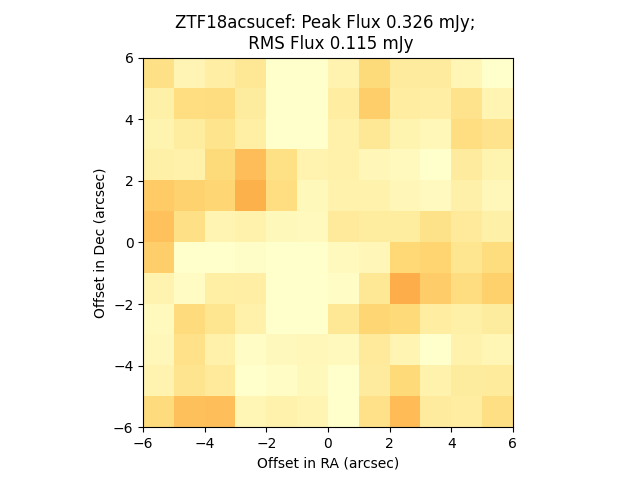 ZTF18acsucef: Peak Flux 0.326 mJy;
RMS Flux 0.115 mJy
6
4
2
0
−2
−4
−6
Offset in Dec (arcsec)
−6 −4 −2 0 2 4 6
Offset in RA (arcsec)